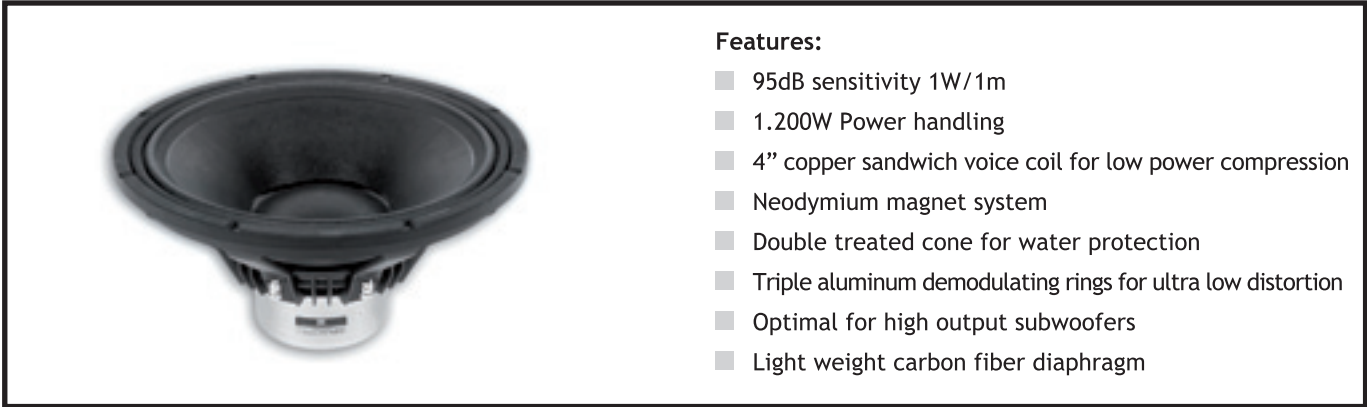 Features:
95dB sensitivity 1W/1m
1.200W Power handling
4” copper sandwich voice coil for low power compression
Neodymium magnet system
Double treated cone for water protection
Triple aluminum demodulating rings for ultra low distortion
Optimal for high output subwoofers
Light weight carbon fiber diaphragm